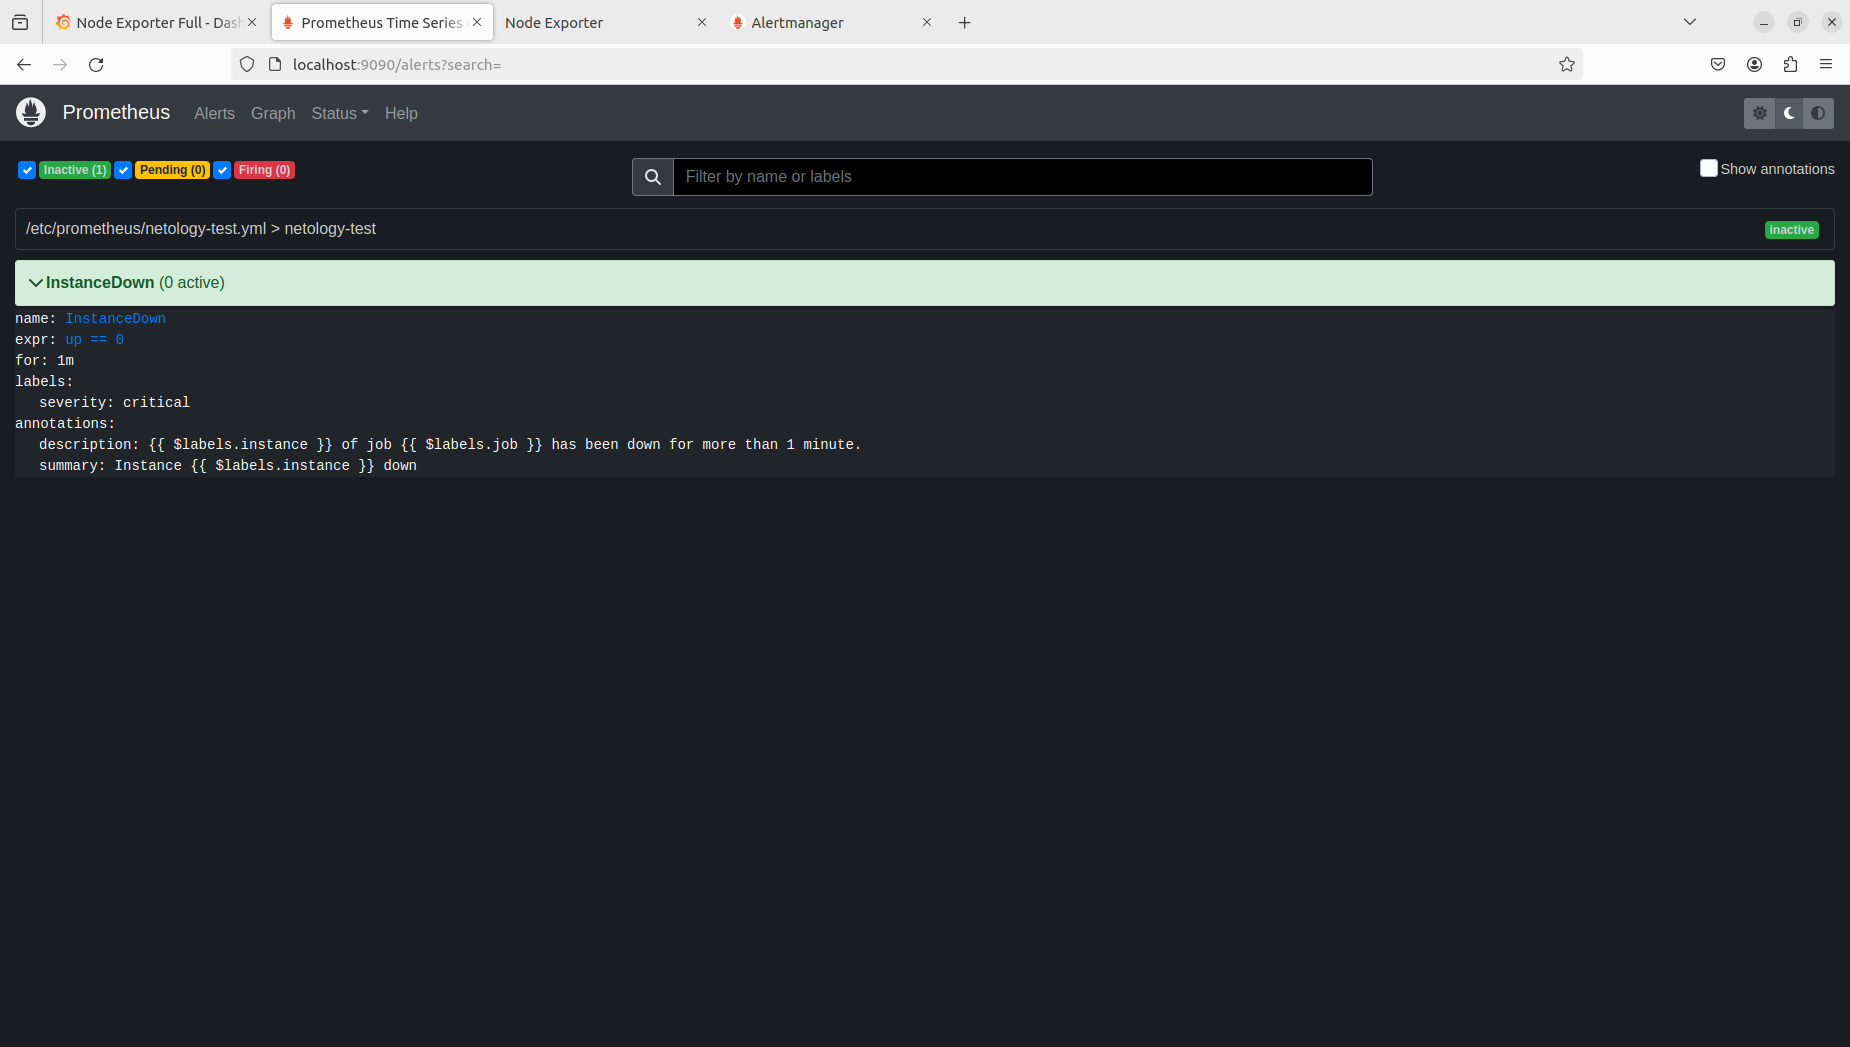 Node Exporter Full - Dash
Prometheus Time Series
Node Exporter
Alertmanager
localhost:9090/alerts?search=
Prometheus
Alerts
Graph
Status
Help
Inactive (1)
Pending (0)
Firing (0)
Filter by name or labels
Show annotations
/etc/prometheus/netology-test.yml > netology-test
inactive
InstanceDown (0 active)
name: InstanceDown
expr: up == 0
for: 1m
labels:
severity: critical
annotations:
description: {{ $labels.instance }} of job {{ $labels.job }} has been down for more than 1 minute.
summary: Instance {{ $labels.instance }} down